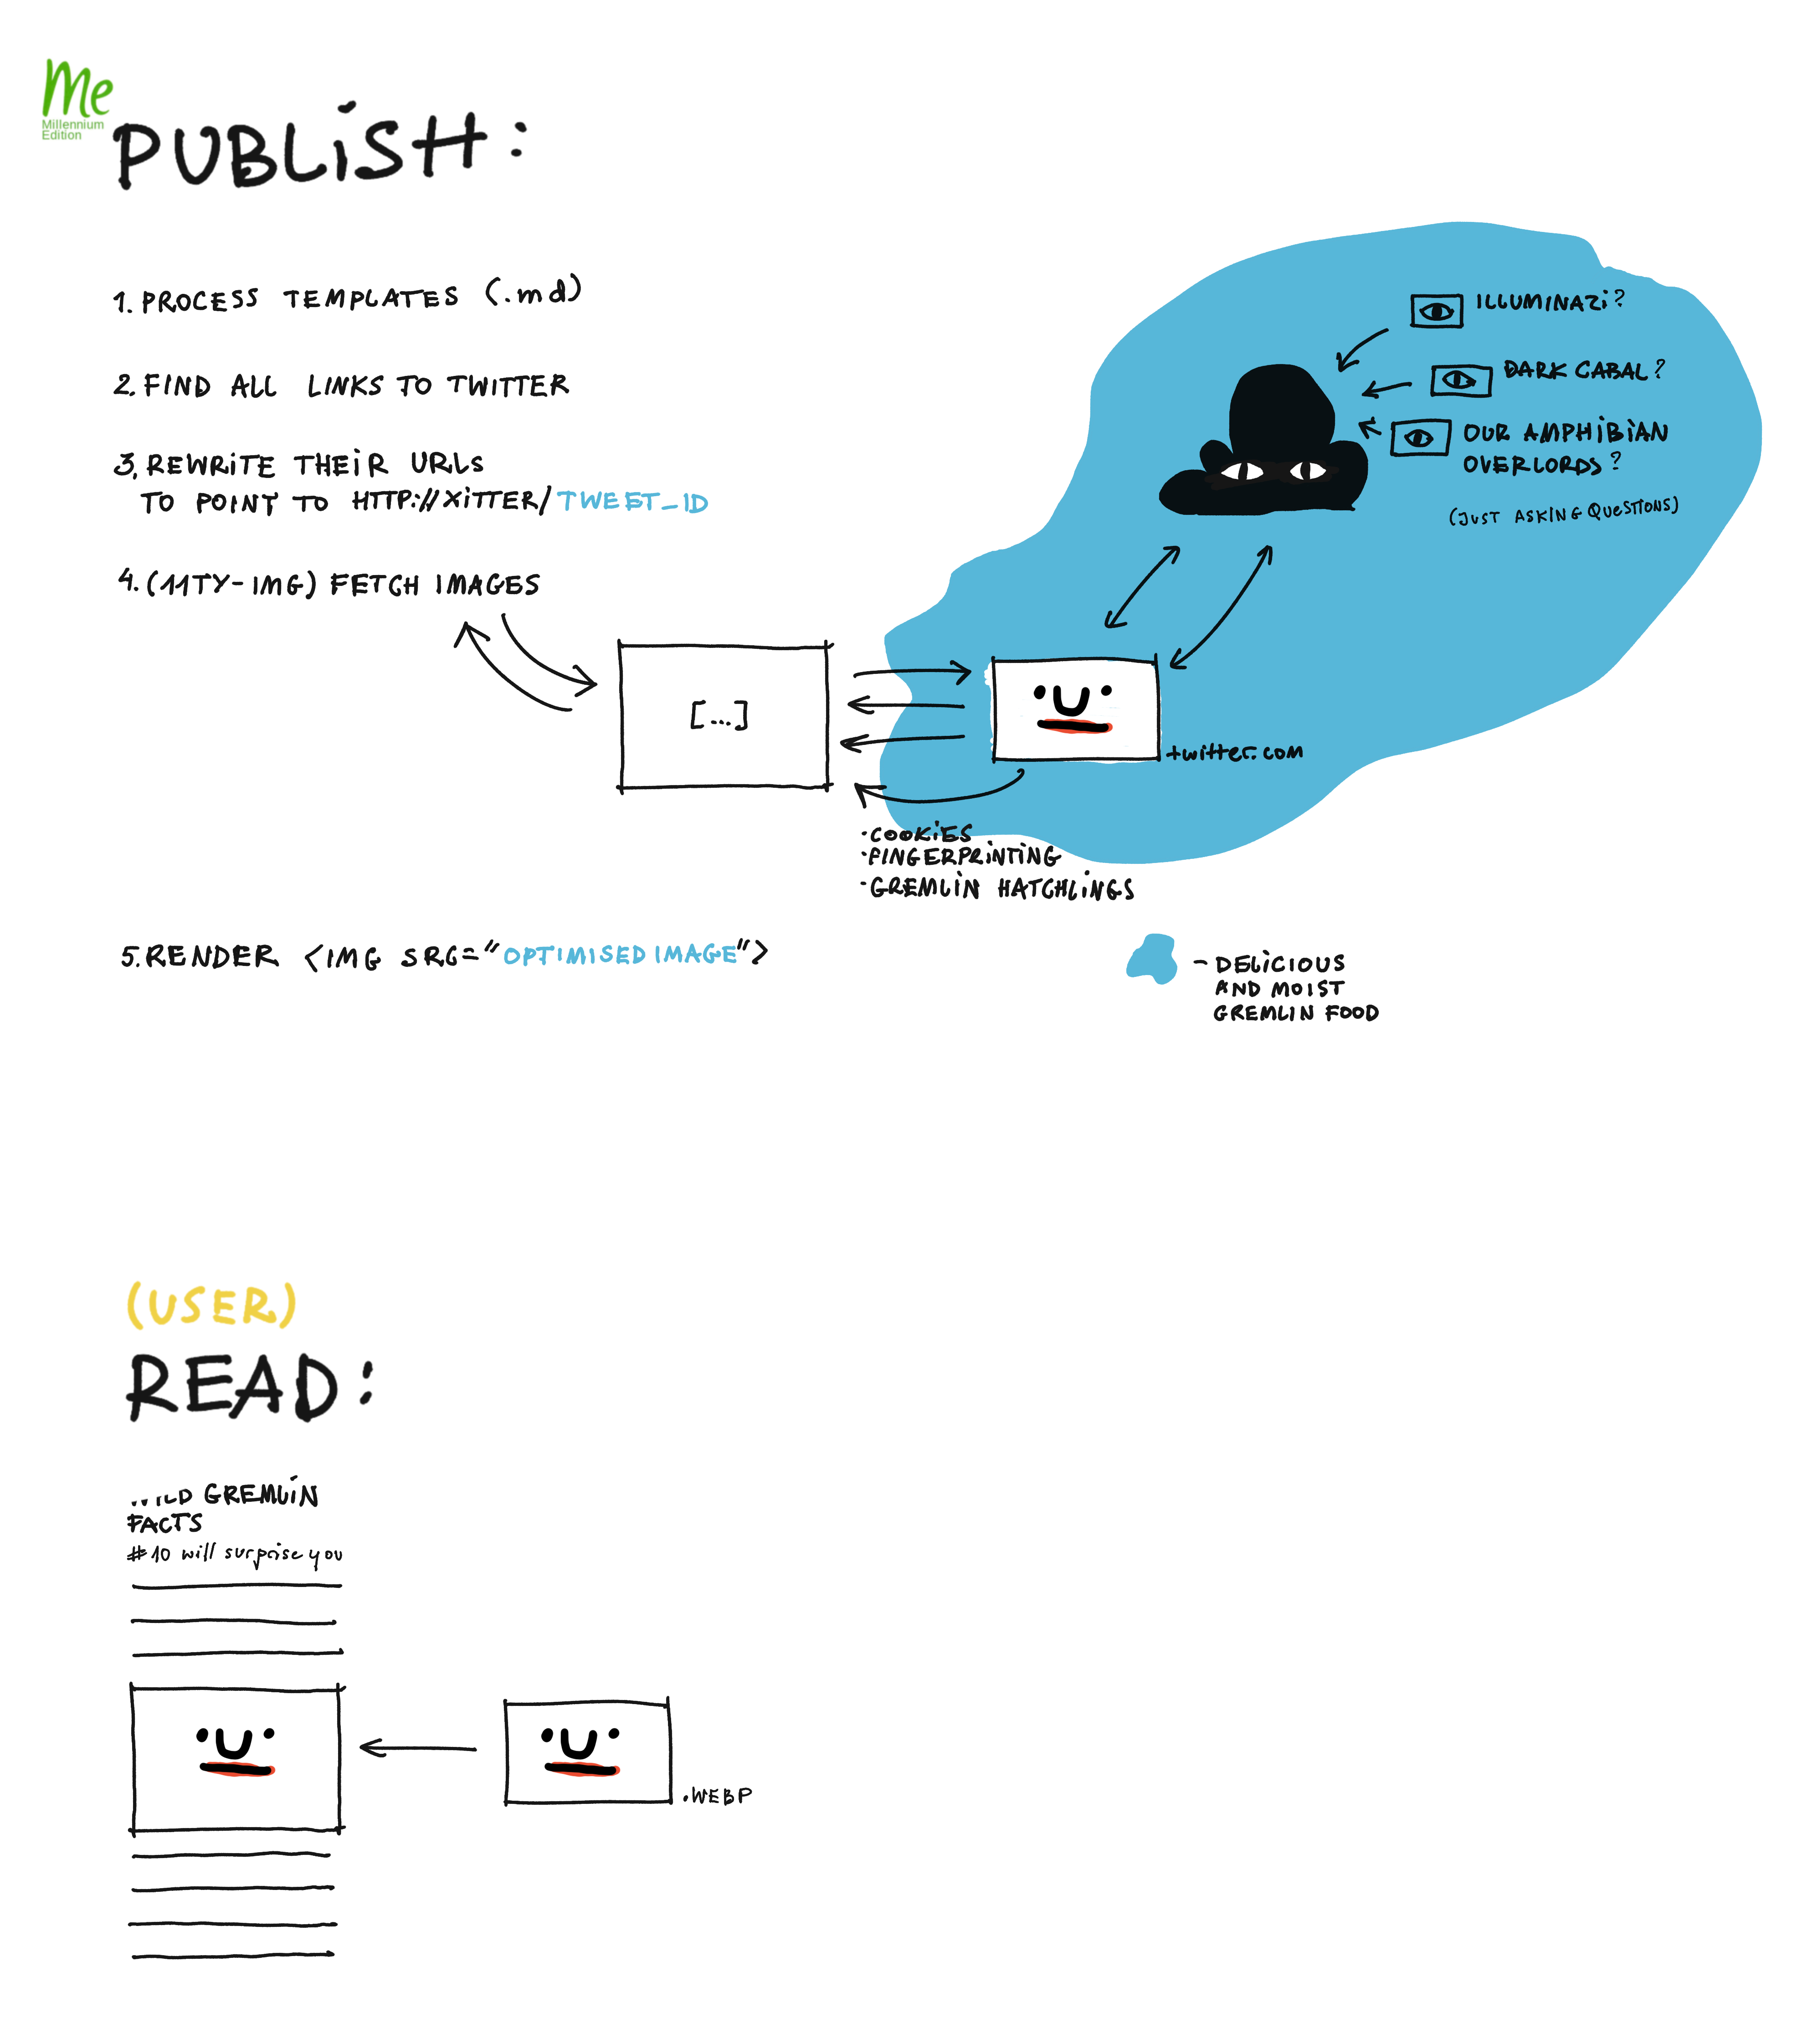 Me
Millennium
Edition
PUBLiSH:
1. PROCESS TEMPLATES (.md)
2. FIND ALL LINKS TO TWITTER
3, REWRiTE THEiR URLS
TO POiNT TO HTTP://XiTTER/TWEET_ID
4. (11TY-IMG) FETCH IMAGES
ILLUMINAZi?
DARK CABAL?
OUR AMPHiBiAN
OVERLORDS?
(JUST ASKING QUESTIONS)
[...]
twitter.com
·COOKiES
·FINGERPRiNTiNG
·GREMLiN HATCHLiNGS
5. RENDER <IMG SRC="OPTIMISED IMAGE">
- DELiCIOUS
AND MOIST
GREMLIN FOOD
(USER)
READ:
WILD GREMLiN
FACTS
#10 will surprise you
.WEBP